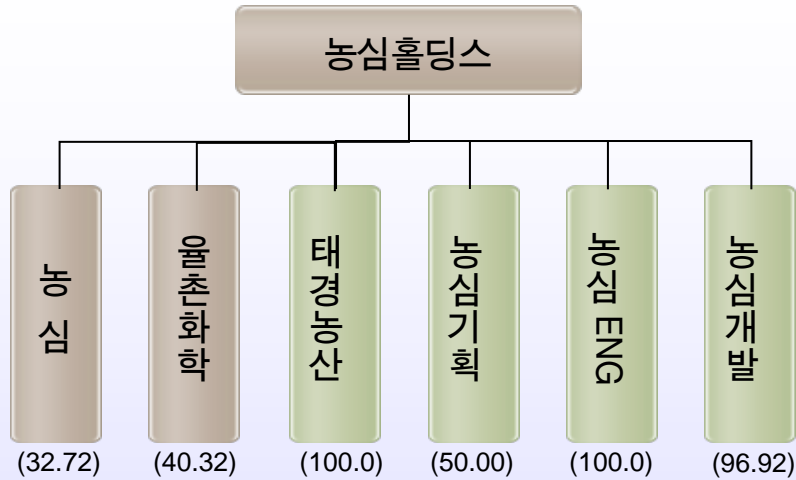 농심홀딩스
농 심
율촌화학
태경농산
농심기획
농심 ENG
농심개발
(32.72) (40.32) (100.0) (50.00) (100.0) (96.92)